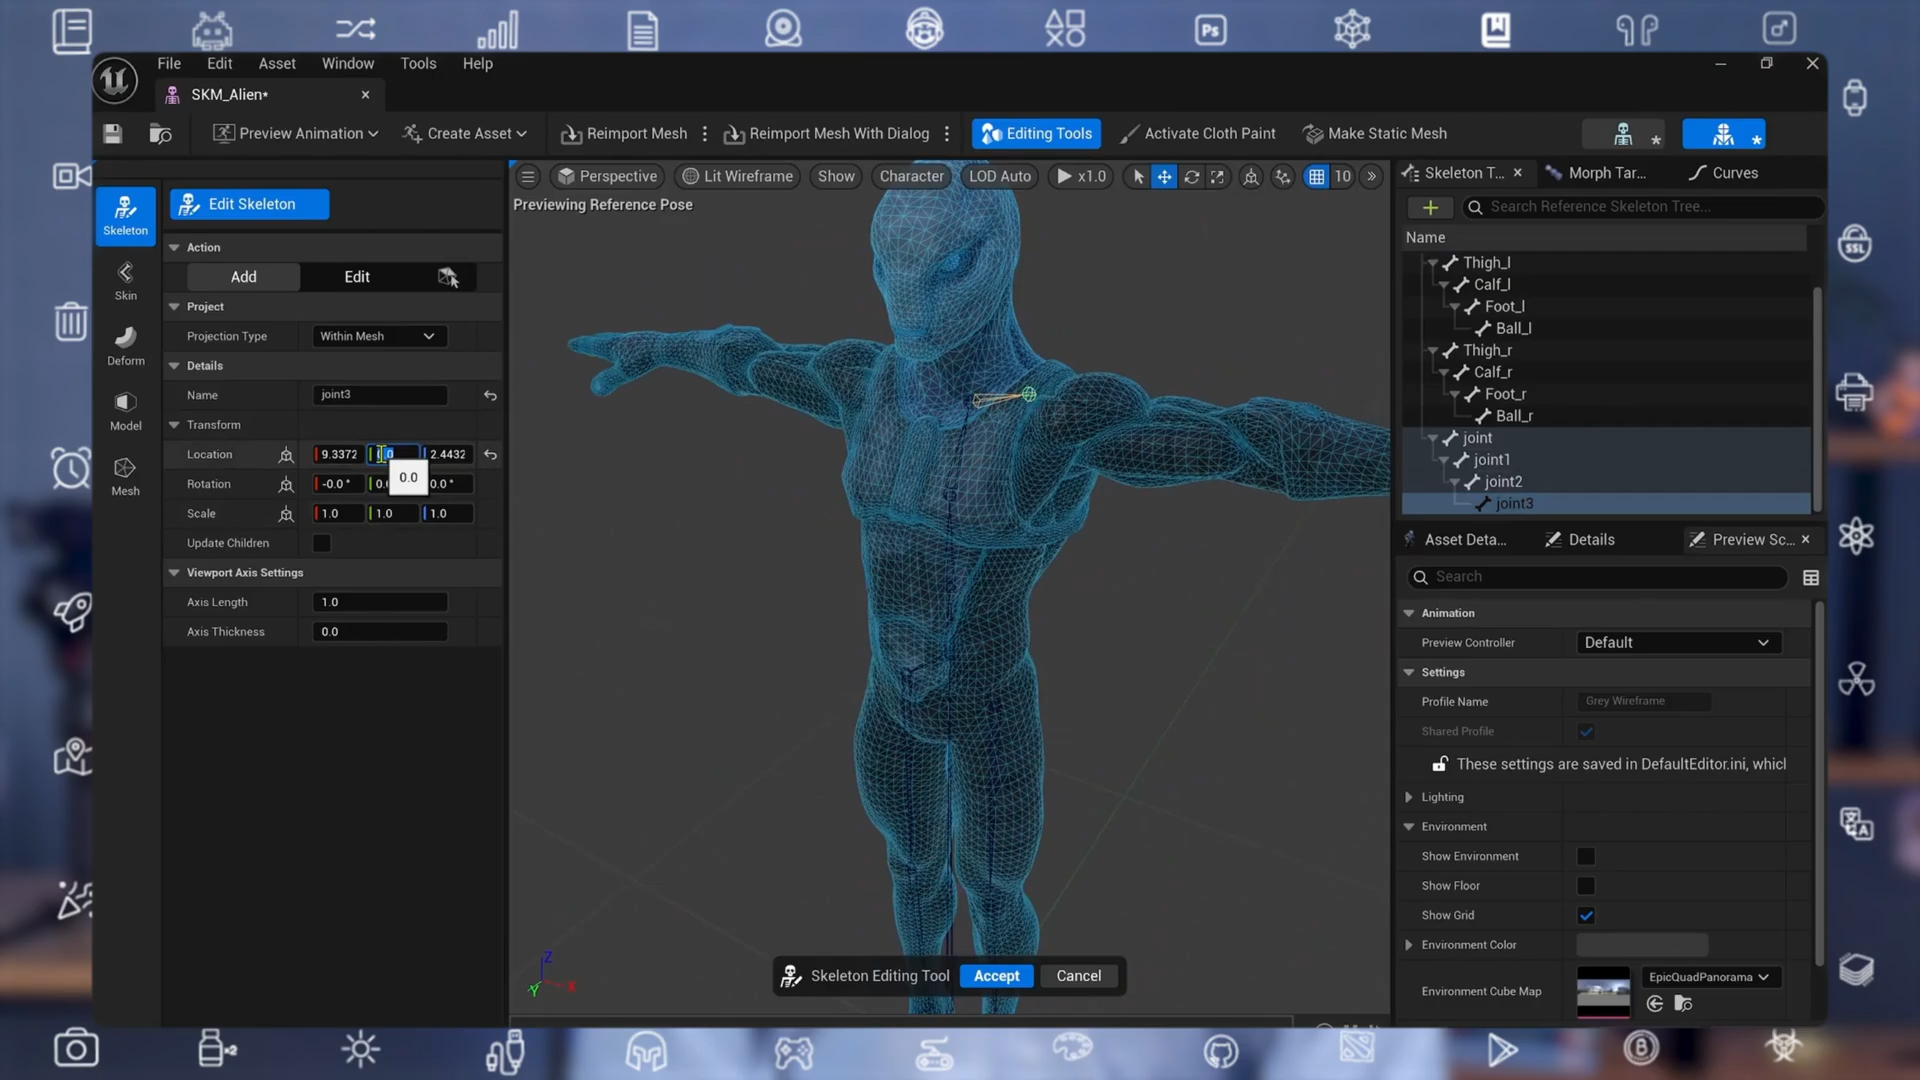 Ps
File Edit Asset Window Tools Help
SKM_Alien*
Preview Animation Create Asset Reimport Mesh Reimport Mesh With Dialog Editing Tools Activate Cloth Paint Make Static Mesh
Skeleton
Skin
Deform
Model
Mesh
Edit Skeleton
Action
Add Edit
Project
Projection Type Within Mesh
Details
Name joint3
Transform
Location 9.3372 2.4432
0.0
Rotation -0.0 ° 0.0 °
Scale 1.0 1.0 1.0
Update Children
Viewport Axis Settings
Axis Length 1.0
Axis Thickness 0.0
Perspective Lit Wireframe Show Character LOD Auto x1.0 10
Previewing Reference Pose
Z
Y X
Skeleton Editing Tool Accept Cancel
Skeleton T... Morph Tar... Curves
Search Reference Skeleton Tree...
Name
Thigh_l
Calf_l
Foot_l
Ball_l
Thigh_r
Calf_r
Foot_r
Ball_r
joint
joint1
joint2
joint3
Asset Deta... Details Preview Sc...
Search
Animation
Preview Controller Default
Settings
Profile Name Grey Wireframe
Shared Profile
These settings are saved in DefaultEditor.ini, which
Lighting
Environment
Show Environment
Show Floor
Show Grid
Environment Color
Environment Cube Map EpicQuadPanorama
SSL
x2